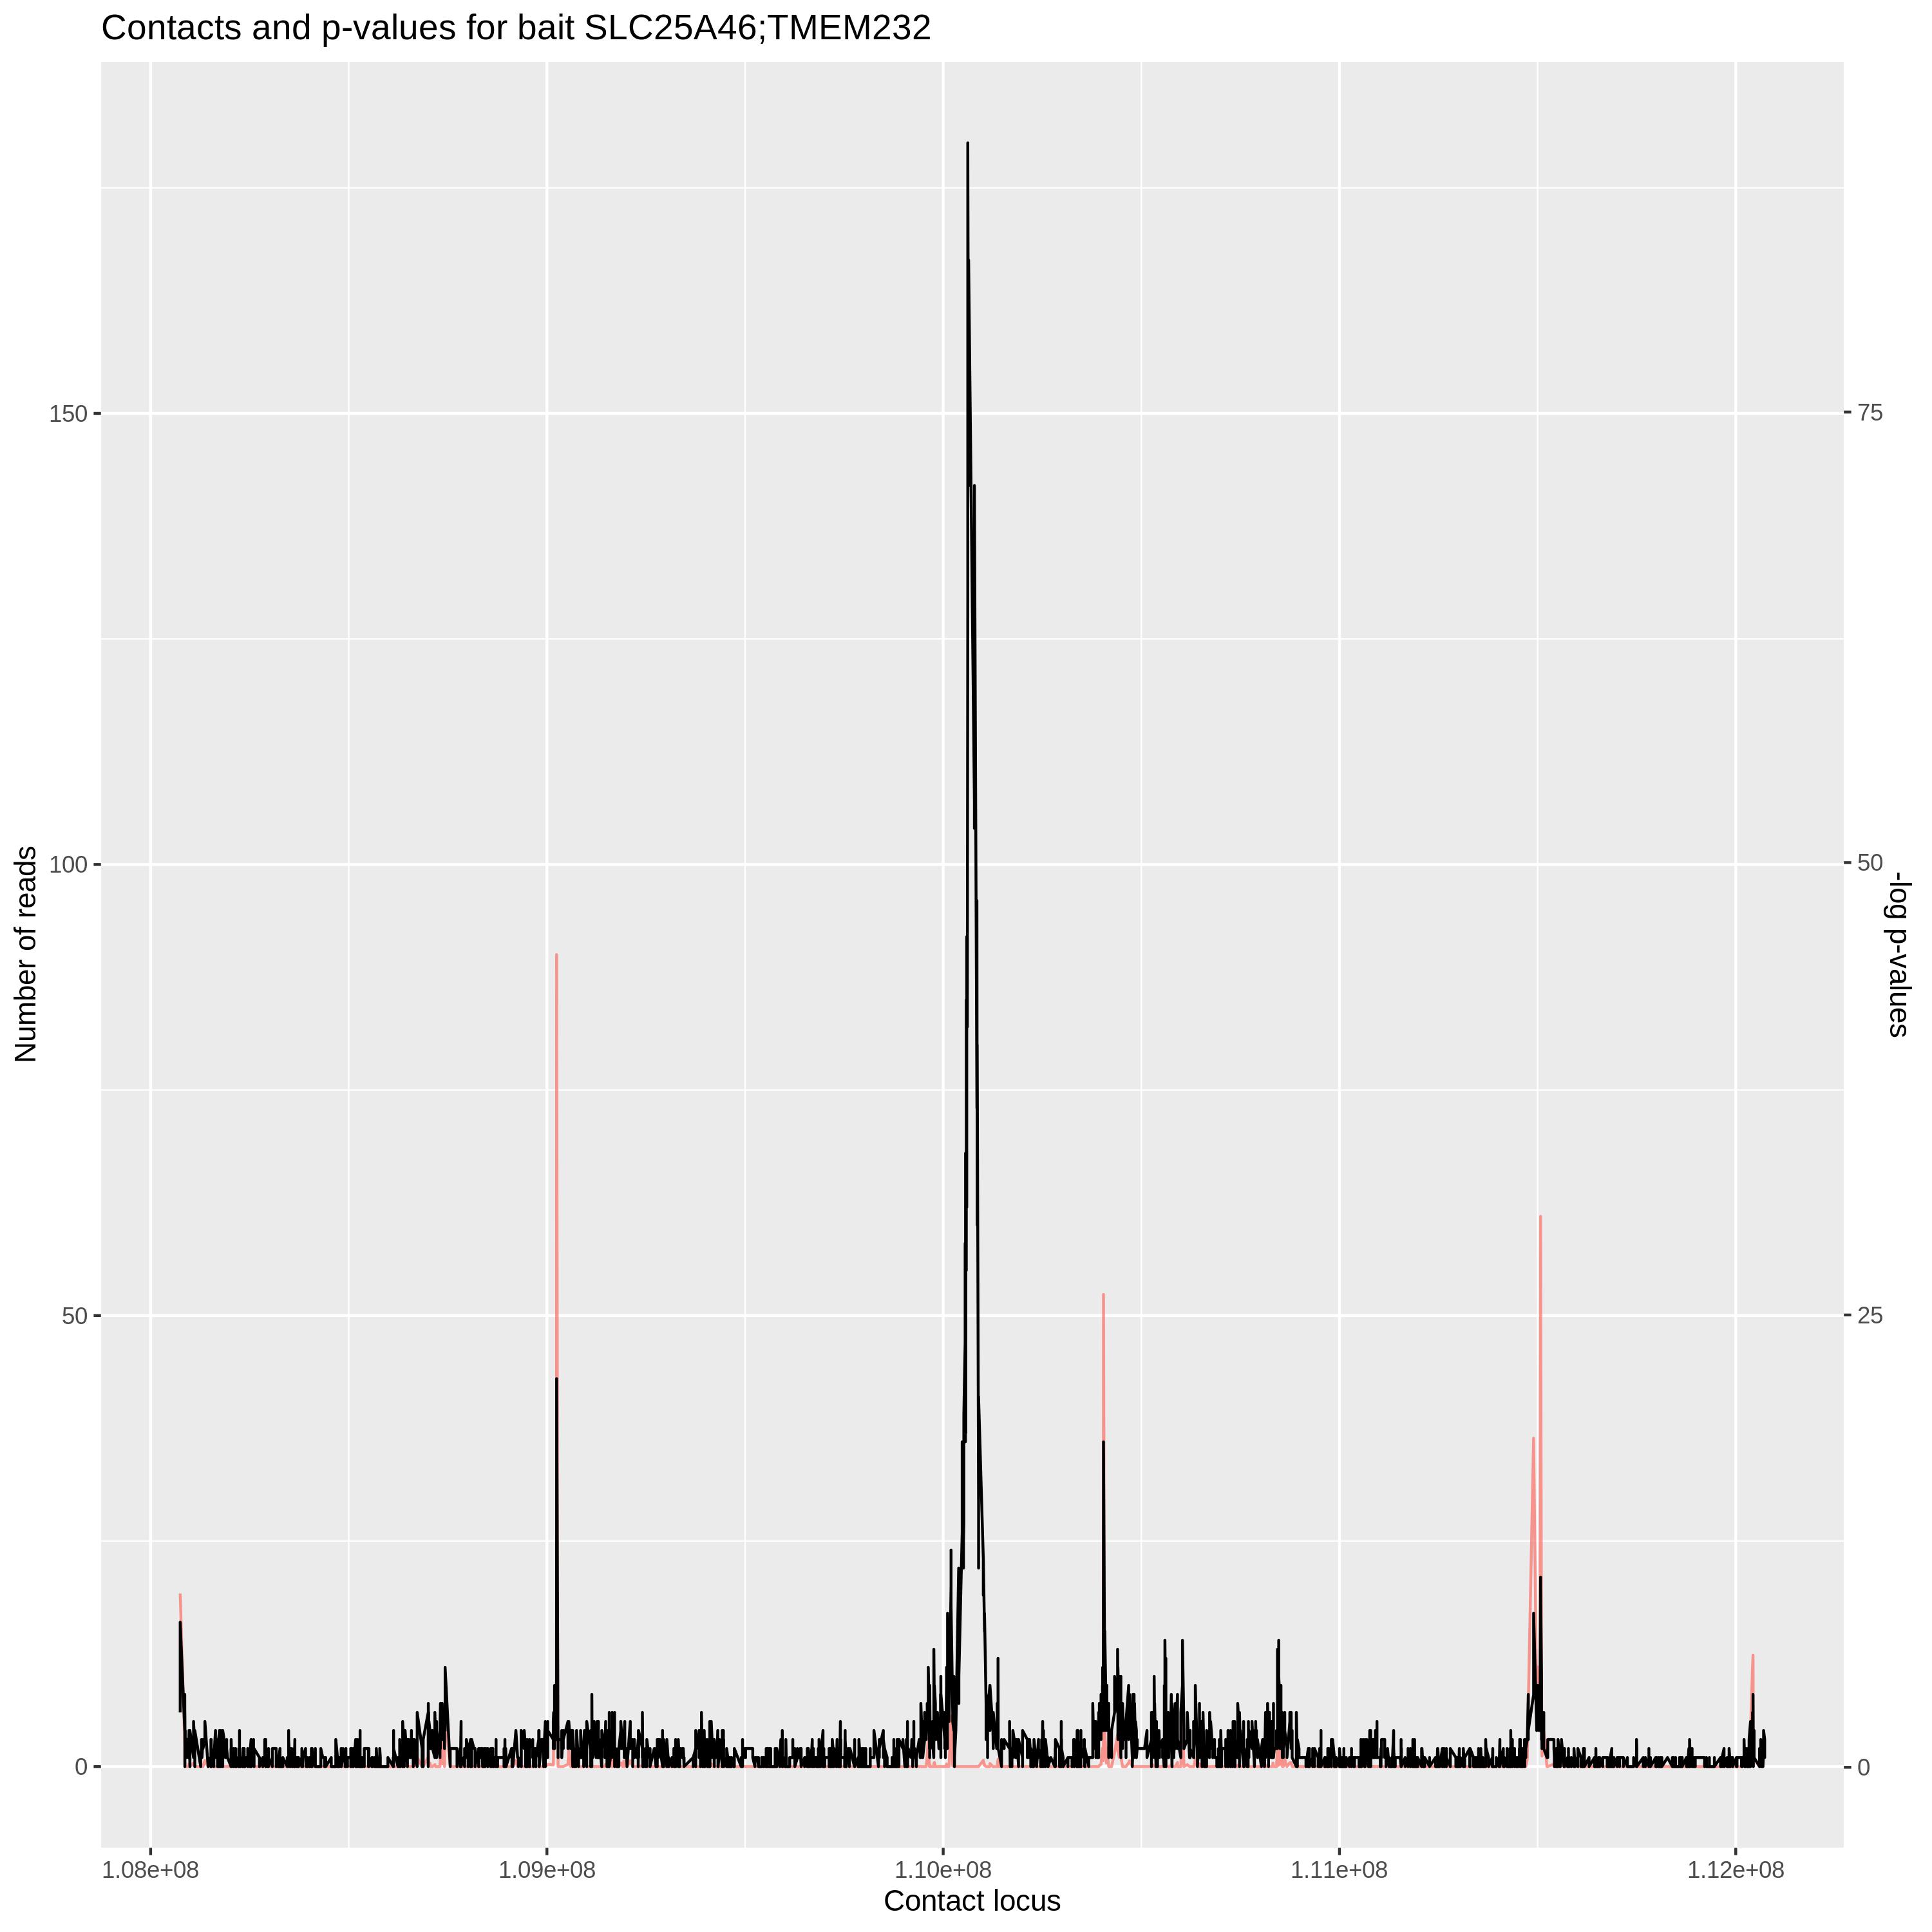 Contacts and p-values for bait SLC25A46;TMEM232
Number of reads
150
100
50
0
75
50
25
0
-log p-values
1.08e+08 1.09e+08 1.10e+08 1.11e+08 1.12e+08
Contact locus